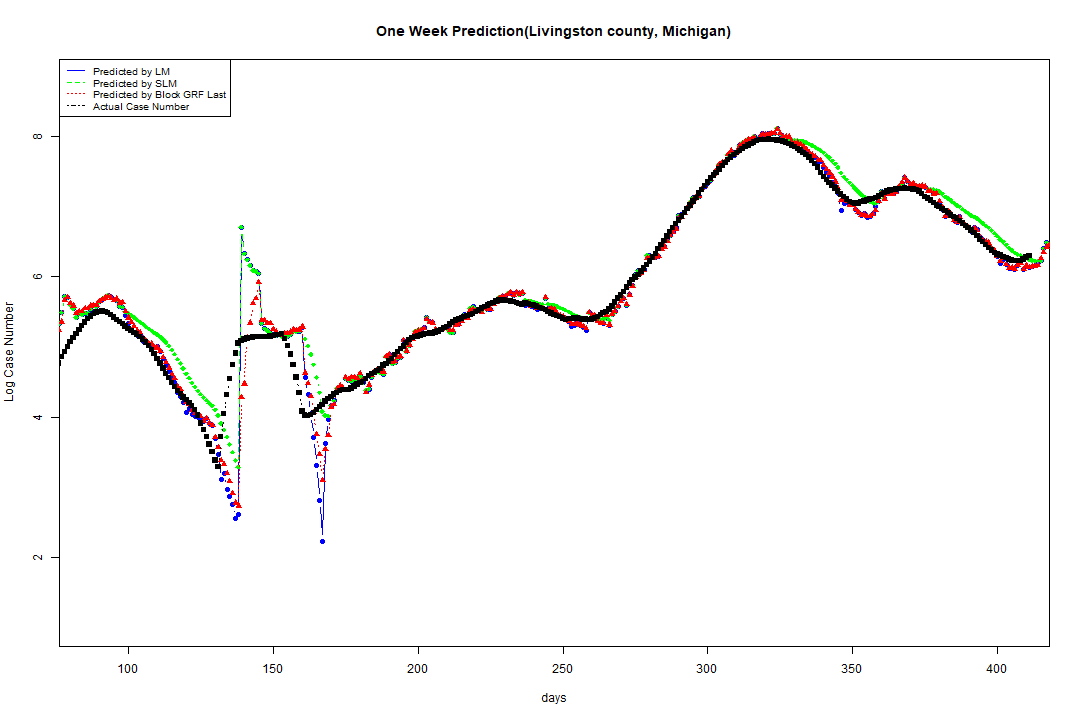 One Week Prediction(Livingston county, Michigan)
Predicted by LM
Predicted by SLM
Predicted by Block GRF Last
Actual Case Number
8
6
4
2
Log Case Number
100 150 200 250 300 350 400
days